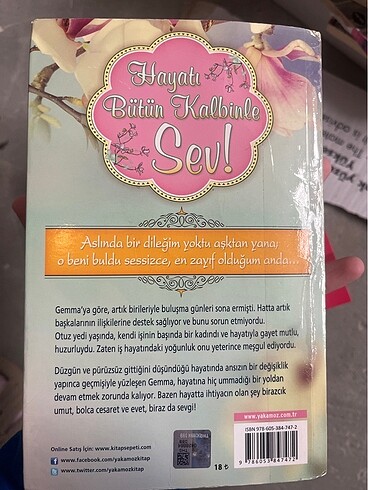 Hayatı
Bütün Kalbinle
Sev!
Aslında bir dileğim yoktu aşktan yana;
o beni buldu sessizce, en zayıf olduğum anda...
Gemma'ya göre, artık birileriyle buluşma günleri sona ermişti. Hatta artık
başkalarının ilişkilerine destek sağlıyor ve bunu sorun etmiyordu.
Otuz yedi yaşında, kendi işinin başında bir kadındı ve hayatıyla gayet mutlu,
huzurluydu. Zaten iş hayatındaki yoğunluk onu yeterince meşgul ediyordu.
Düzgün ve pürüzsüz gittiğini düşündüğü hayatında ansızın bir değişiklik
yapınca geçmişiyle yüzleşen Gemma, hayatına hiç ummadığı bir yoldan
devam etmek zorunda kalıyor. Bazen hayatta ihtiyacın olan şey birazcık
umut, bolca cesaret ve evet, biraz da sevgi!
www.yakamoz.com.tr
Online Satış İçin: www.kitapsepeti.com
www.facebook.com/yakamozkitap
www.twitter.com/yakamozkitap
18 ₺
ISBN 978-605-384-747-2
9 786053 847472